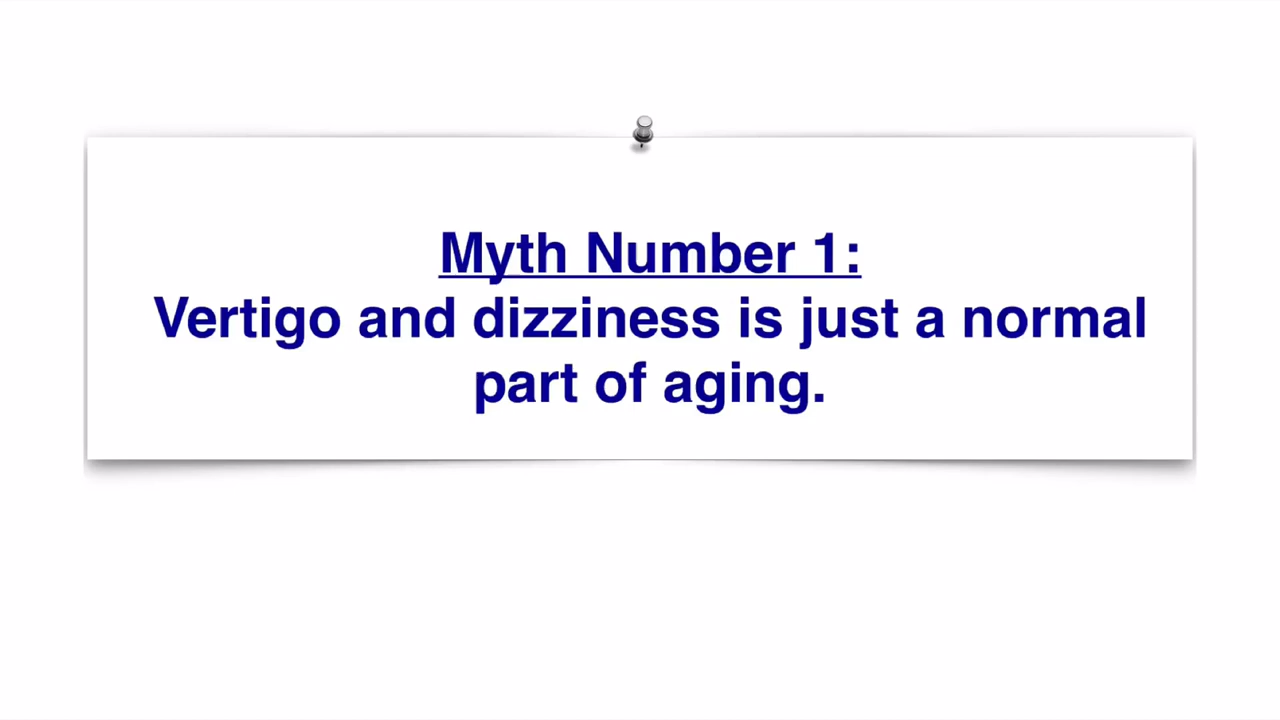 Myth Number 1:
Vertigo and dizziness is just a normal
part of aging.